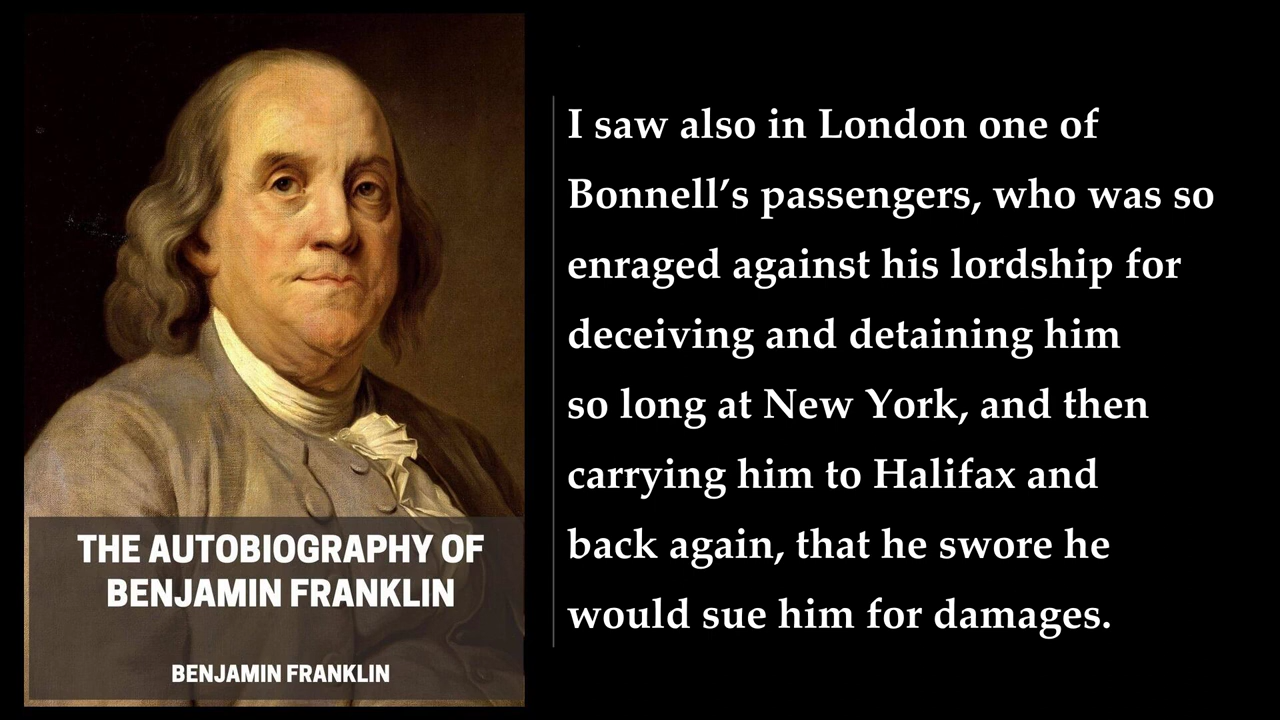 THE AUTOBIOGRAPHY OF
BENJAMIN FRANKLIN
BENJAMIN FRANKLIN
I saw also in London one of
Bonnell’s passengers, who was so
enraged against his lordship for
deceiving and detaining him
so long at New York, and then
carrying him to Halifax and
back again, that he swore he
would sue him for damages.